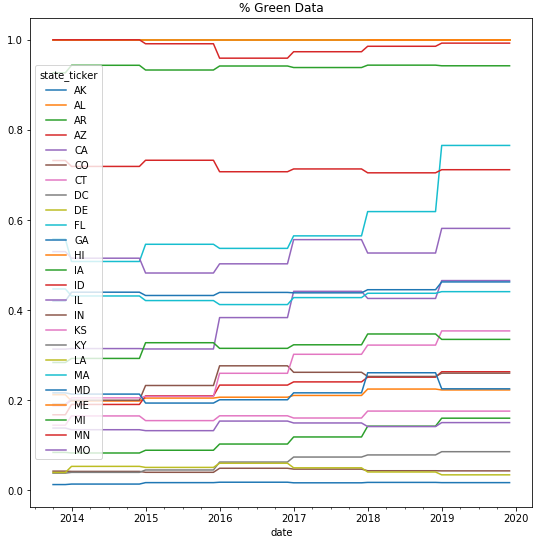 % Green Data
1.0
0.8
0.6
0.4
0.2
0.0
state_ticker
AK
AL
AR
AZ
CA
CO
CT
DC
DE
FL
GA
HI
IA
ID
IL
IN
KS
KY
LA
MA
MD
ME
MI
MN
MO
2014 2015 2016 2017 2018 2019 2020
date